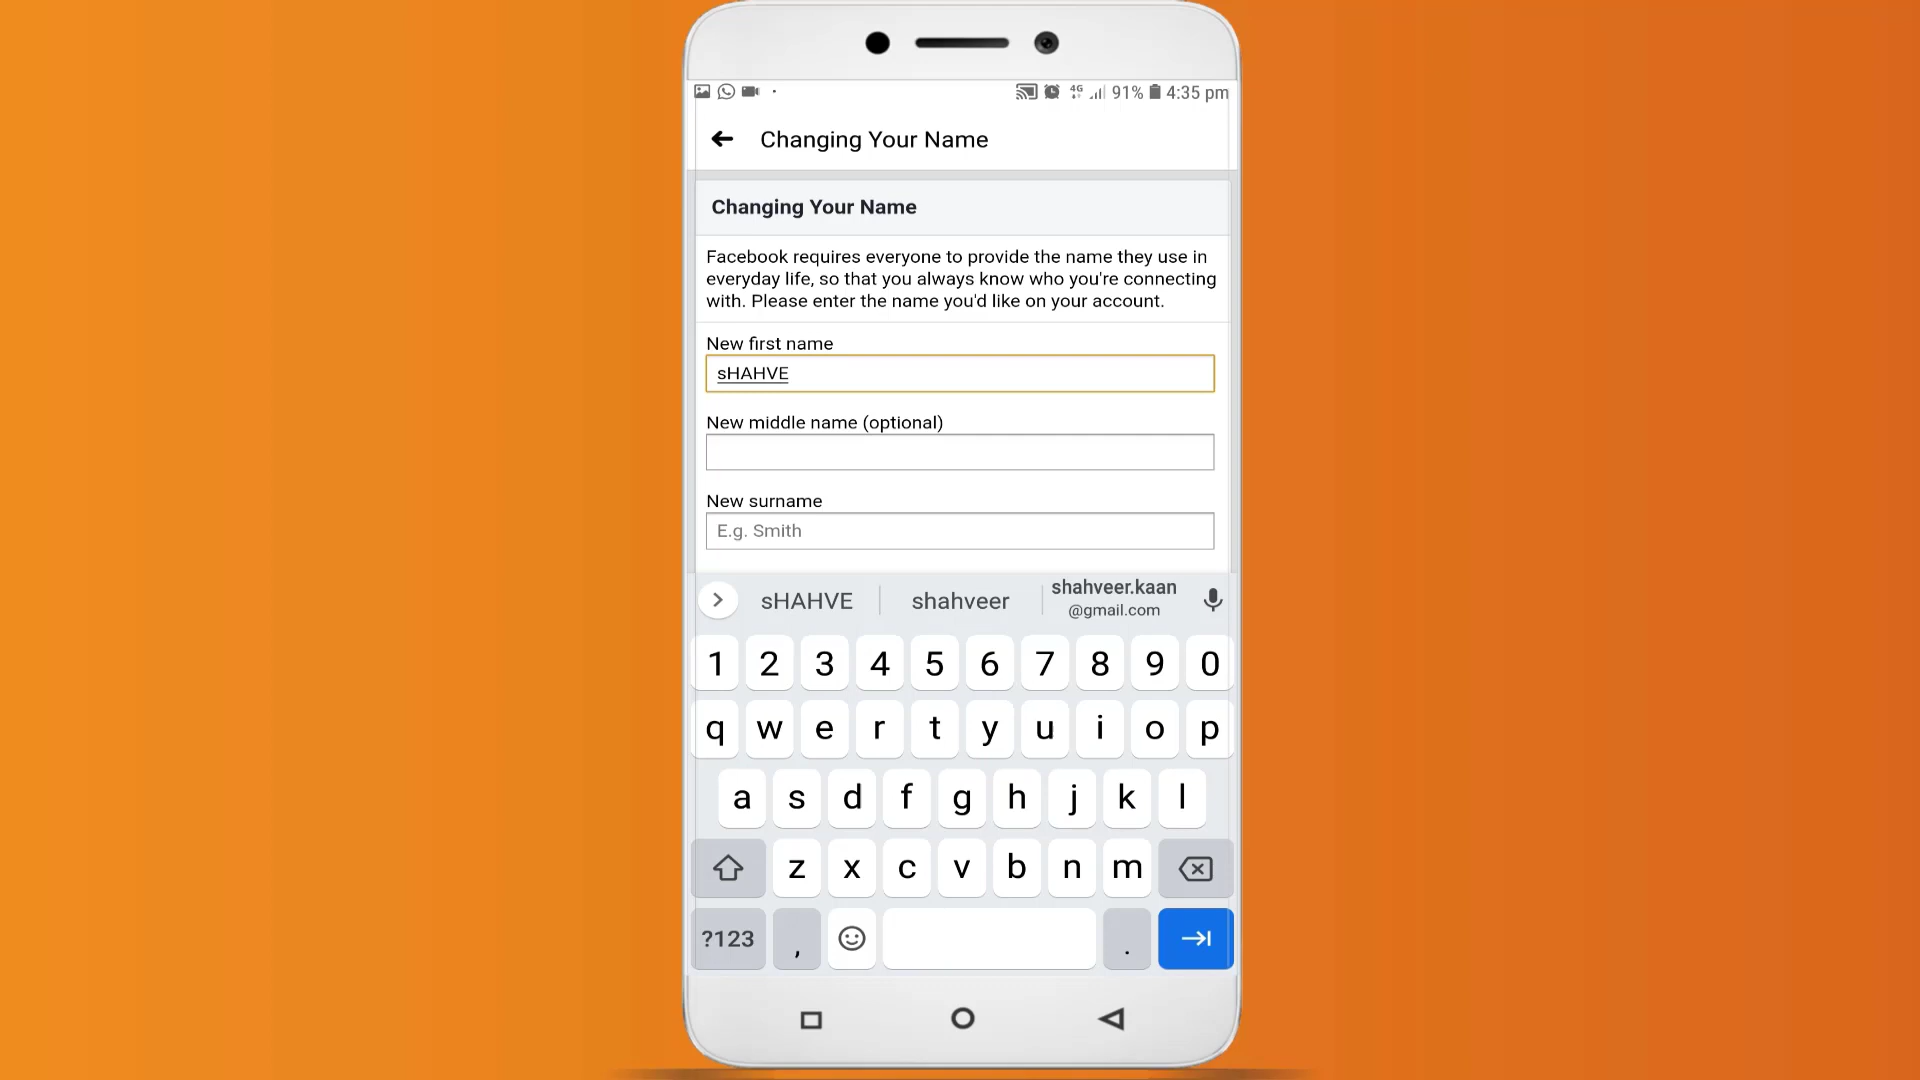 4G 91% 4:35 pm
Changing Your Name
Changing Your Name
Facebook requires everyone to provide the name they use in
everyday life, so that you always know who you're connecting
with. Please enter the name you'd like on your account.
New first name
sHAHVE
New middle name (optional)
New surname
E.g. Smith
sHAHVE shahveer shahveer.kaan
@gmail.com
1 2 3 4 5 6 7 8 9 0
q w e r t y u i o p
a s d f g h j k l
z x c v b n m
?123 , .